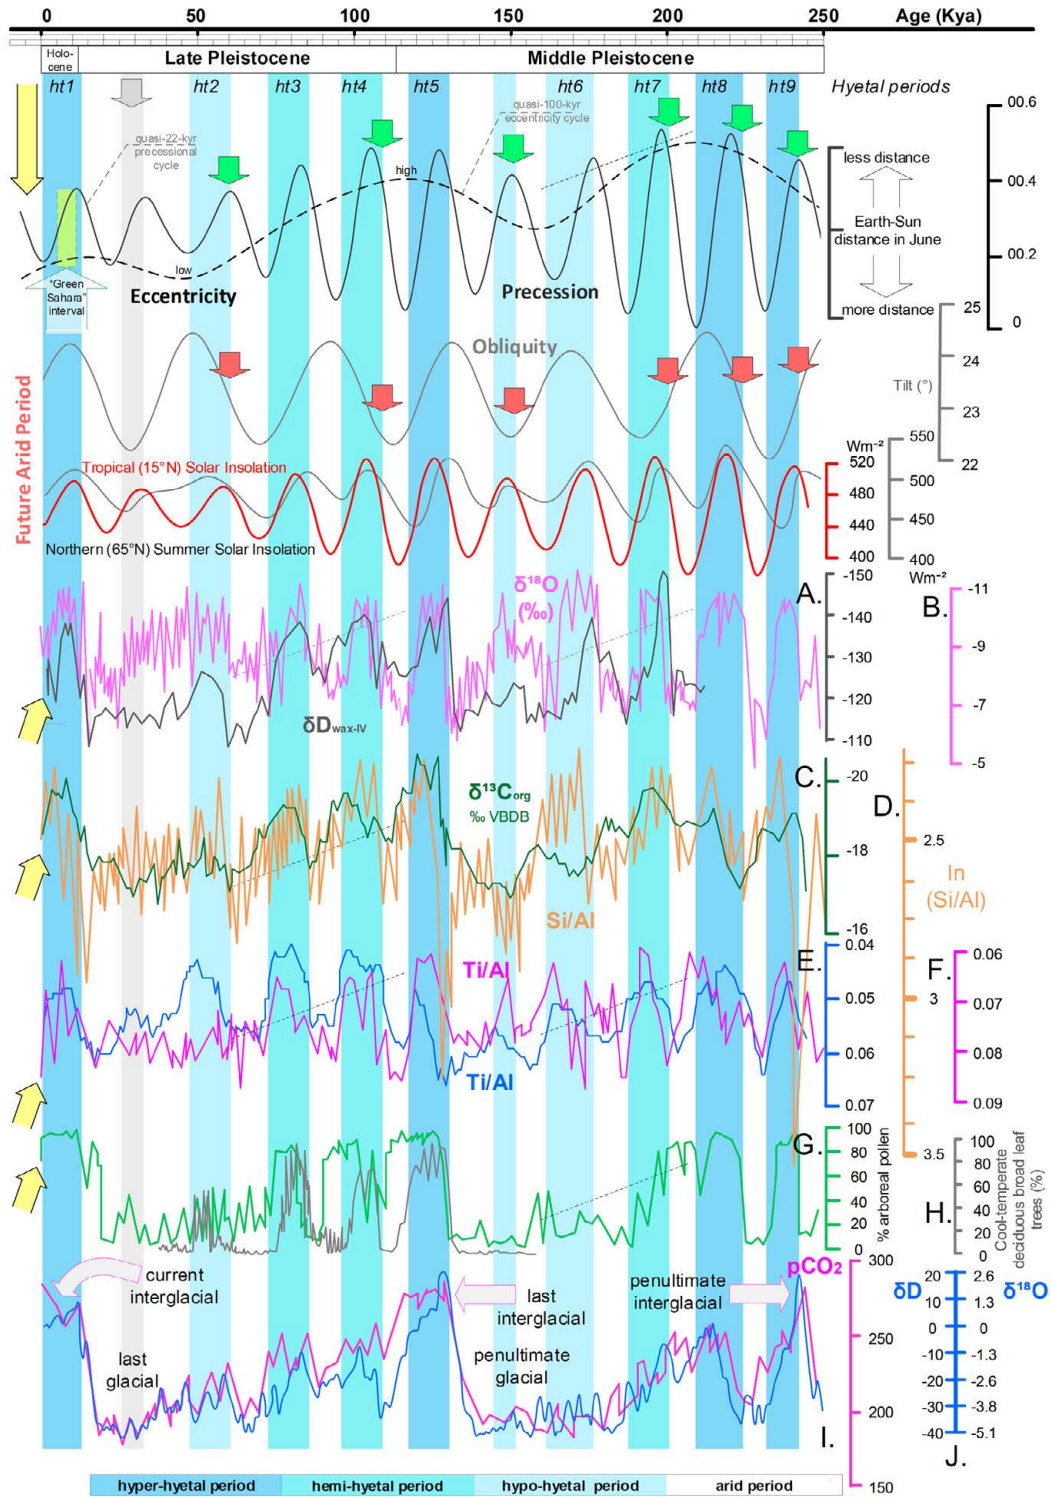 0 50 100 150 200 250 Age (Kya)
Holo-
cene
Late Pleistocene
Middle Pleistocene
ht1 ht2 ht3 ht4 ht5 ht6 ht7 ht8 ht9 Hyetal periods
quasi-22-kyr
precessional
cycle
quasi-100-kyr
eccentricity cycle
high
low
"Green
Sahara"
interval
Eccentricity
Precession
less distance
Earth-Sun
distance in June
more distance
00.6
00.4
00.2
0
Obliquity
Tilt (°)
25
24
23
22
Future Arid Period
Tropical (15°N) Solar Insolation
Northern (65°N) Summer Solar Insolation
Wm⁻²
520
480
440
400
550
500
450
400
Wm⁻²
δ¹⁸O
(‰)
δDwax-IV
A.
-150
-140
-130
-120
-110
B.
-11
-9
-7
-5
δ¹³Corg
‰ VBDB
Si/Al
C.
-20
-18
-16
D.
2.5
3
3.5
In
(Si/Al)
Ti/Al
Ti/Al
E.
0.04
0.05
0.06
0.07
F.
0.06
0.07
0.08
0.09
G.
100
80
60
40
20
0
% arboreal pollen
H.
100
80
60
40
20
0
Cool-temperate
deciduous broad leaf
trees (%)
current
interglacial
last
glacial
last
interglacial
penultimate
glacial
penultimate
interglacial
pCO₂
300
250
200
150
I.
δD
20
10
0
-10
-20
-30
-40
δ¹⁸O
2.6
1.3
0
-1.3
-2.6
-3.8
-5.1
J.
hyper-hyetal period hemi-hyetal period hypo-hyetal period arid period